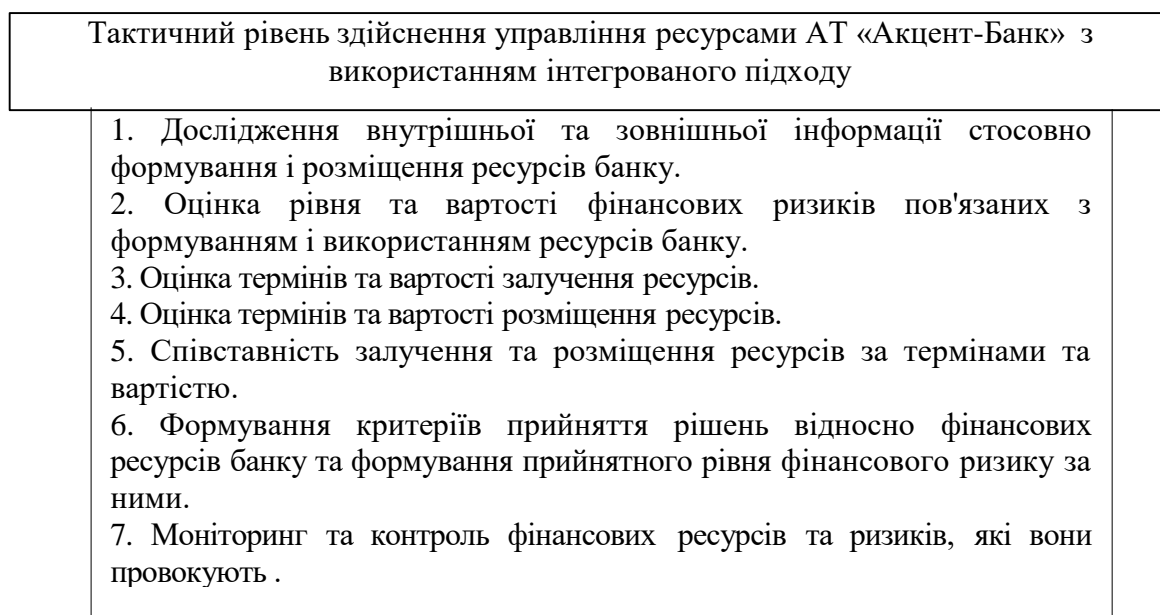 Тактичний рівень здійснення управління ресурсами АТ «Акцент-Банк» з
використанням інтегрованого підходу
1. Дослідження внутрішньої та зовнішньої інформації стосовно
формування і розміщення ресурсів банку.
2. Оцінка рівня та вартості фінансових ризиків пов'язаних з
формуванням і використанням ресурсів банку.
3. Оцінка термінів та вартості залучення ресурсів.
4. Оцінка термінів та вартості розміщення ресурсів.
5. Співставність залучення та розміщення ресурсів за термінами та
вартістю.
6. Формування критеріїв прийняття рішень відносно фінансових
ресурсів банку та формування прийнятного рівня фінансового ризику за
ними.
7. Моніторинг та контроль фінансових ресурсів та ризиків, які вони
провокують .